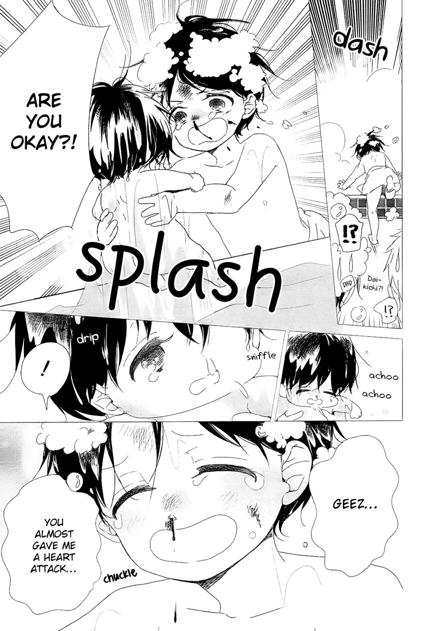 dash
!?
DAD
Dai-
kichi?!
!?
ARE
YOU
OKAY?!
splash
achoo
achoo
sniffle
drip
!
GEEZ...
YOU
ALMOST
GAVE ME
A HEART
ATTACK...
chuckle